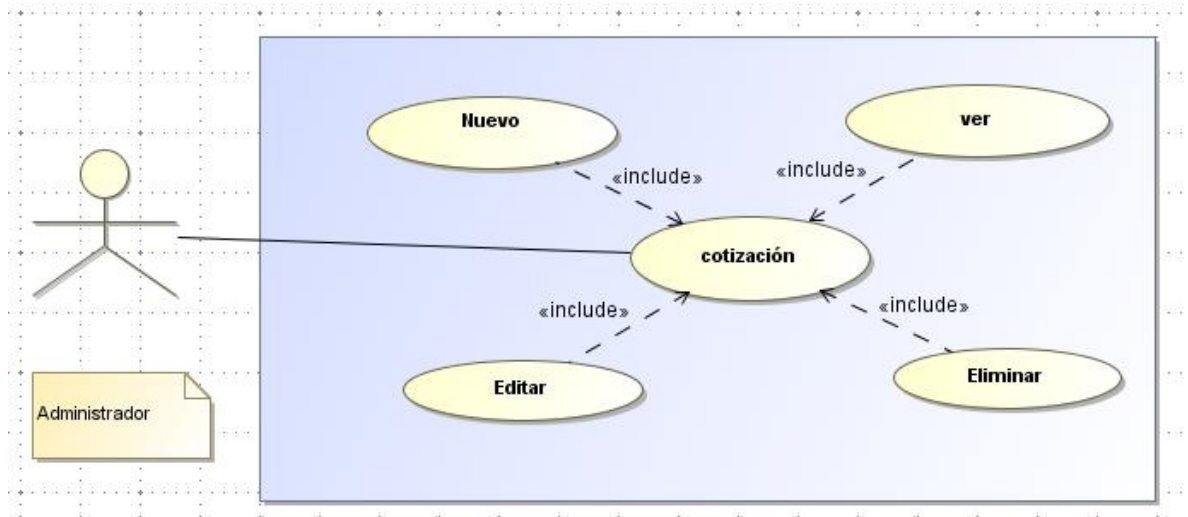 Nuevo
ver
«include»
«include»
cotización
«include»
«include»
Editar
Eliminar
Administrador